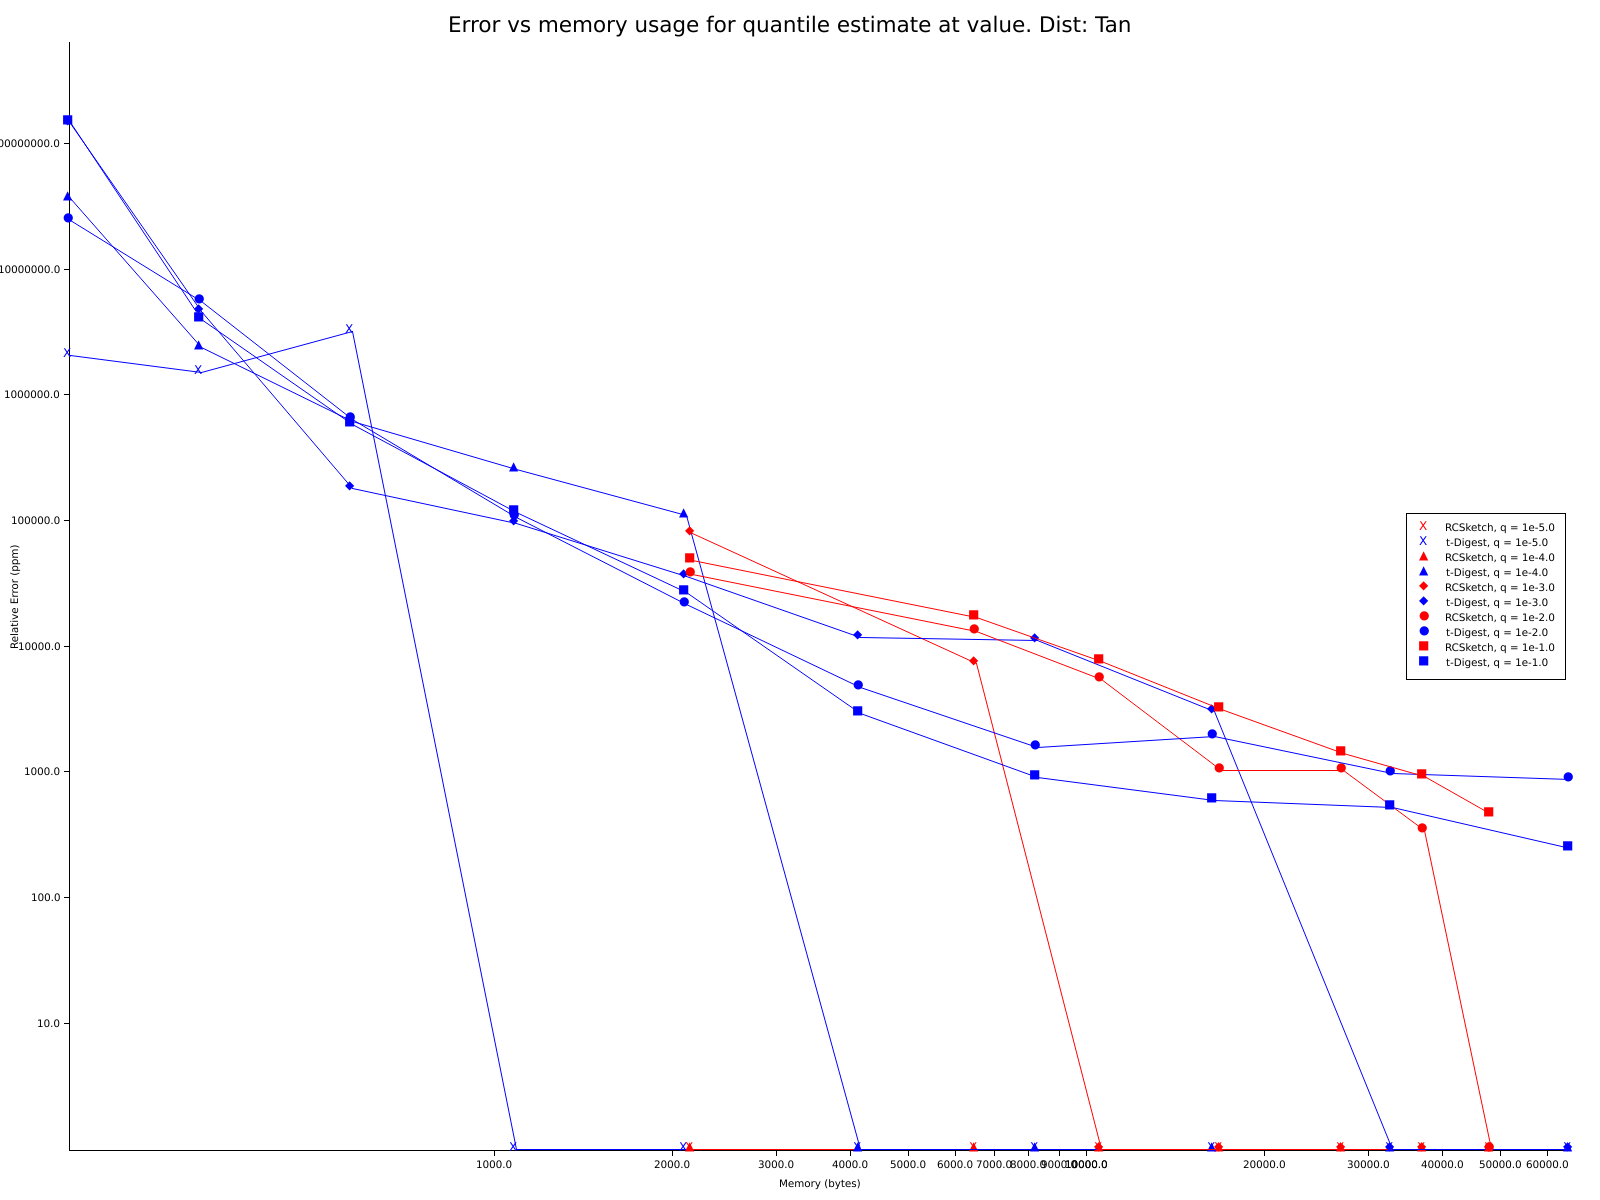 Error vs memory usage for quantile estimate at value. Dist: Tan
00000000.0
10000000.0
1000000.0
100000.0
10000.0
1000.0
100.0
10.0
Relative Error (ppm)
RCSketch, q = 1e-5.0
t-Digest, q = 1e-5.0
RCSketch, q = 1e-4.0
t-Digest, q = 1e-4.0
RCSketch, q = 1e-3.0
t-Digest, q = 1e-3.0
RCSketch, q = 1e-2.0
t-Digest, q = 1e-2.0
RCSketch, q = 1e-1.0
t-Digest, q = 1e-1.0
1000.0 2000.0 3000.0 4000.0 5000.0 6000.0 7000.0 8000.0 9000.0 10000.0 20000.0 30000.0 40000.0 50000.0 60000.0
Memory (bytes)